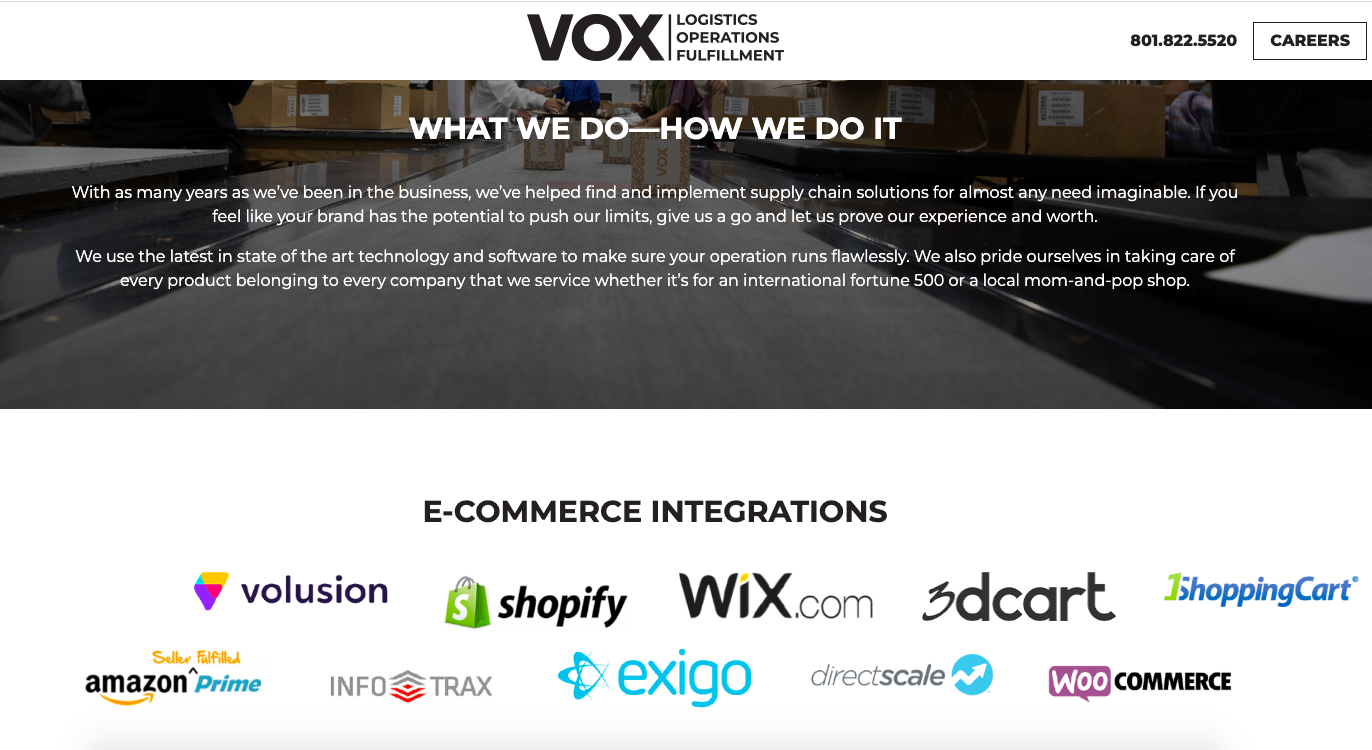 VOX
LOGISTICS
OPERATIONS
FULFILLMENT
801.822.5520
CAREERS
WHAT WE DO—HOW WE DO IT
VOX
With as many years as we’ve been in the business, we’ve helped find and implement supply chain solutions for almost any need imaginable. If you
feel like your brand has the potential to push our limits, give us a go and let us prove our experience and worth.
We use the latest in state of the art technology and software to make sure your operation runs flawlessly. We also pride ourselves in taking care of
every product belonging to every company that we service whether it’s for an international fortune 500 or a local mom-and-pop shop.
E-COMMERCE INTEGRATIONS
volusion
shopify
WiX.com
3dcart
1ShoppingCart®
Seller Fulfilled
amazon ^ Prime
INFO TRAX
exigo
directscale
WOO COMMERCE